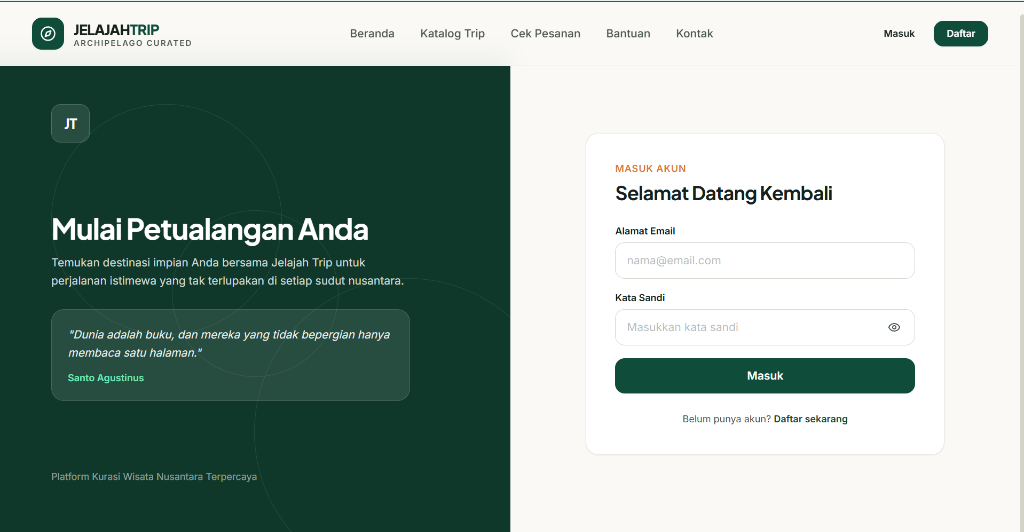 JELAJAHTRIP
ARCHIPELAGO CURATED
Beranda
Katalog Trip
Cek Pesanan
Bantuan
Kontak
Masuk
Daftar
JT
Mulai Petualangan Anda
Temukan destinasi impian Anda bersama Jelajah Trip untuk
perjalanan istimewa yang tak terlupakan di setiap sudut nusantara.
"Dunia adalah buku, dan mereka yang tidak bepergian hanya
membaca satu halaman."
Santo Agustinus
Platform Kurasi Wisata Nusantara Terpercaya
MASUK AKUN
Selamat Datang Kembali
Alamat Email
nama@email.com
Kata Sandi
Masukkan kata sandi
Masuk
Belum punya akun? Daftar sekarang